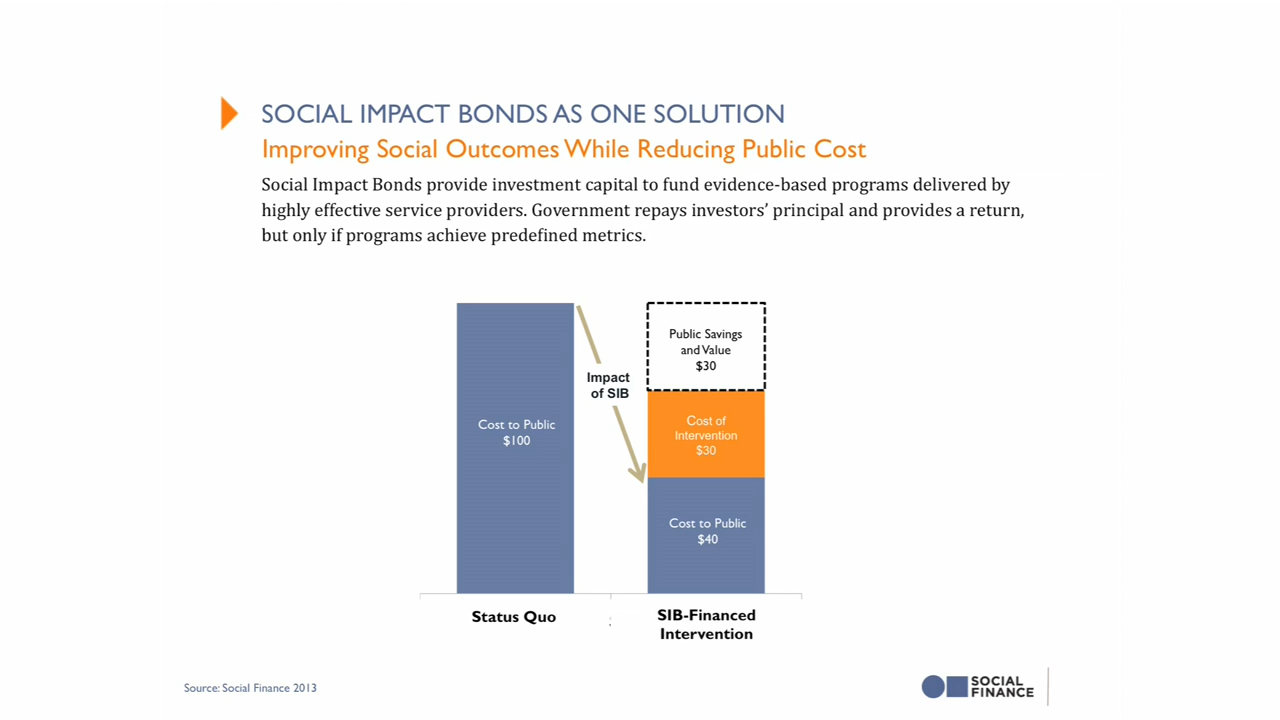 SOCIAL IMPACT BONDS AS ONE SOLUTION
Improving Social Outcomes While Reducing Public Cost
Social Impact Bonds provide investment capital to fund evidence-based programs delivered by
highly effective service providers. Government repays investors’ principal and provides a return,
but only if programs achieve predefined metrics.
Cost to Public
$100
Impact
of SIB
Public Savings
and Value
$30
Cost of
Intervention
$30
Cost to Public
$40
Status Quo
SIB-Financed
Intervention
Source: Social Finance 2013
SOCIAL
FINANCE